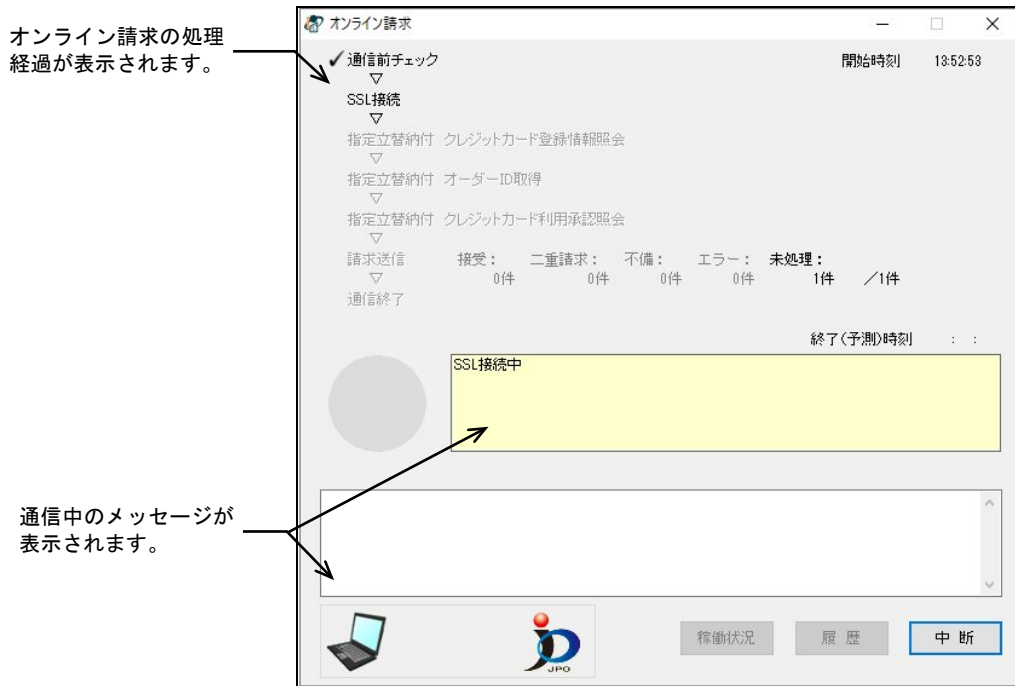 オンライン請求の処理
経過が表示されます。
オンライン請求
✓通信前チェック 開始時刻 13:52:53
▽
SSL接続
▽
指定立替納付 クレジットカード登録情報照会
▽
指定立替納付 オーダーID取得
▽
指定立替納付 クレジットカード利用承認照会
▽
請求送信 接受： 二重請求： 不備： エラー： 未処理：
▽ 0件 0件 0件 0件 1件 ／1件
通信終了
終了(予測)時刻 : :
SSL接続中
通信中のメッセージが
表示されます。
JPO
稼働状況 履 歴 中 断